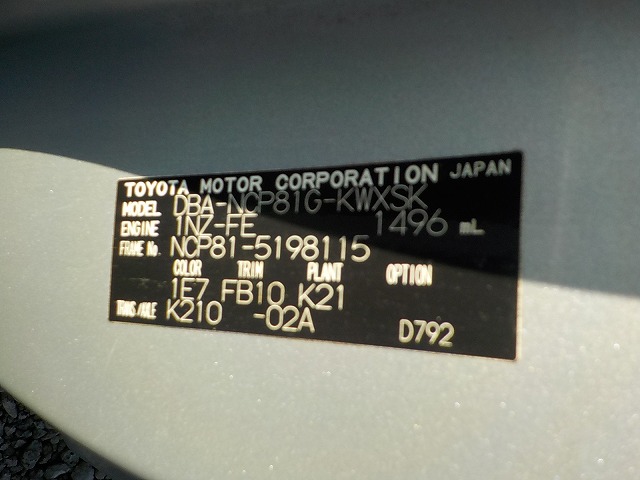 TOYOTA MOTOR CORPORATION JAPAN
MODEL DBA-NCP81G-KWXSK
ENGINE 1NZ-FE 1496 mL
FRAME No. NCP81-5198115
COLOR TRIM PLANT OPTION
1E7 FB10 K21
TRANS/AXLE K210 -02A D792